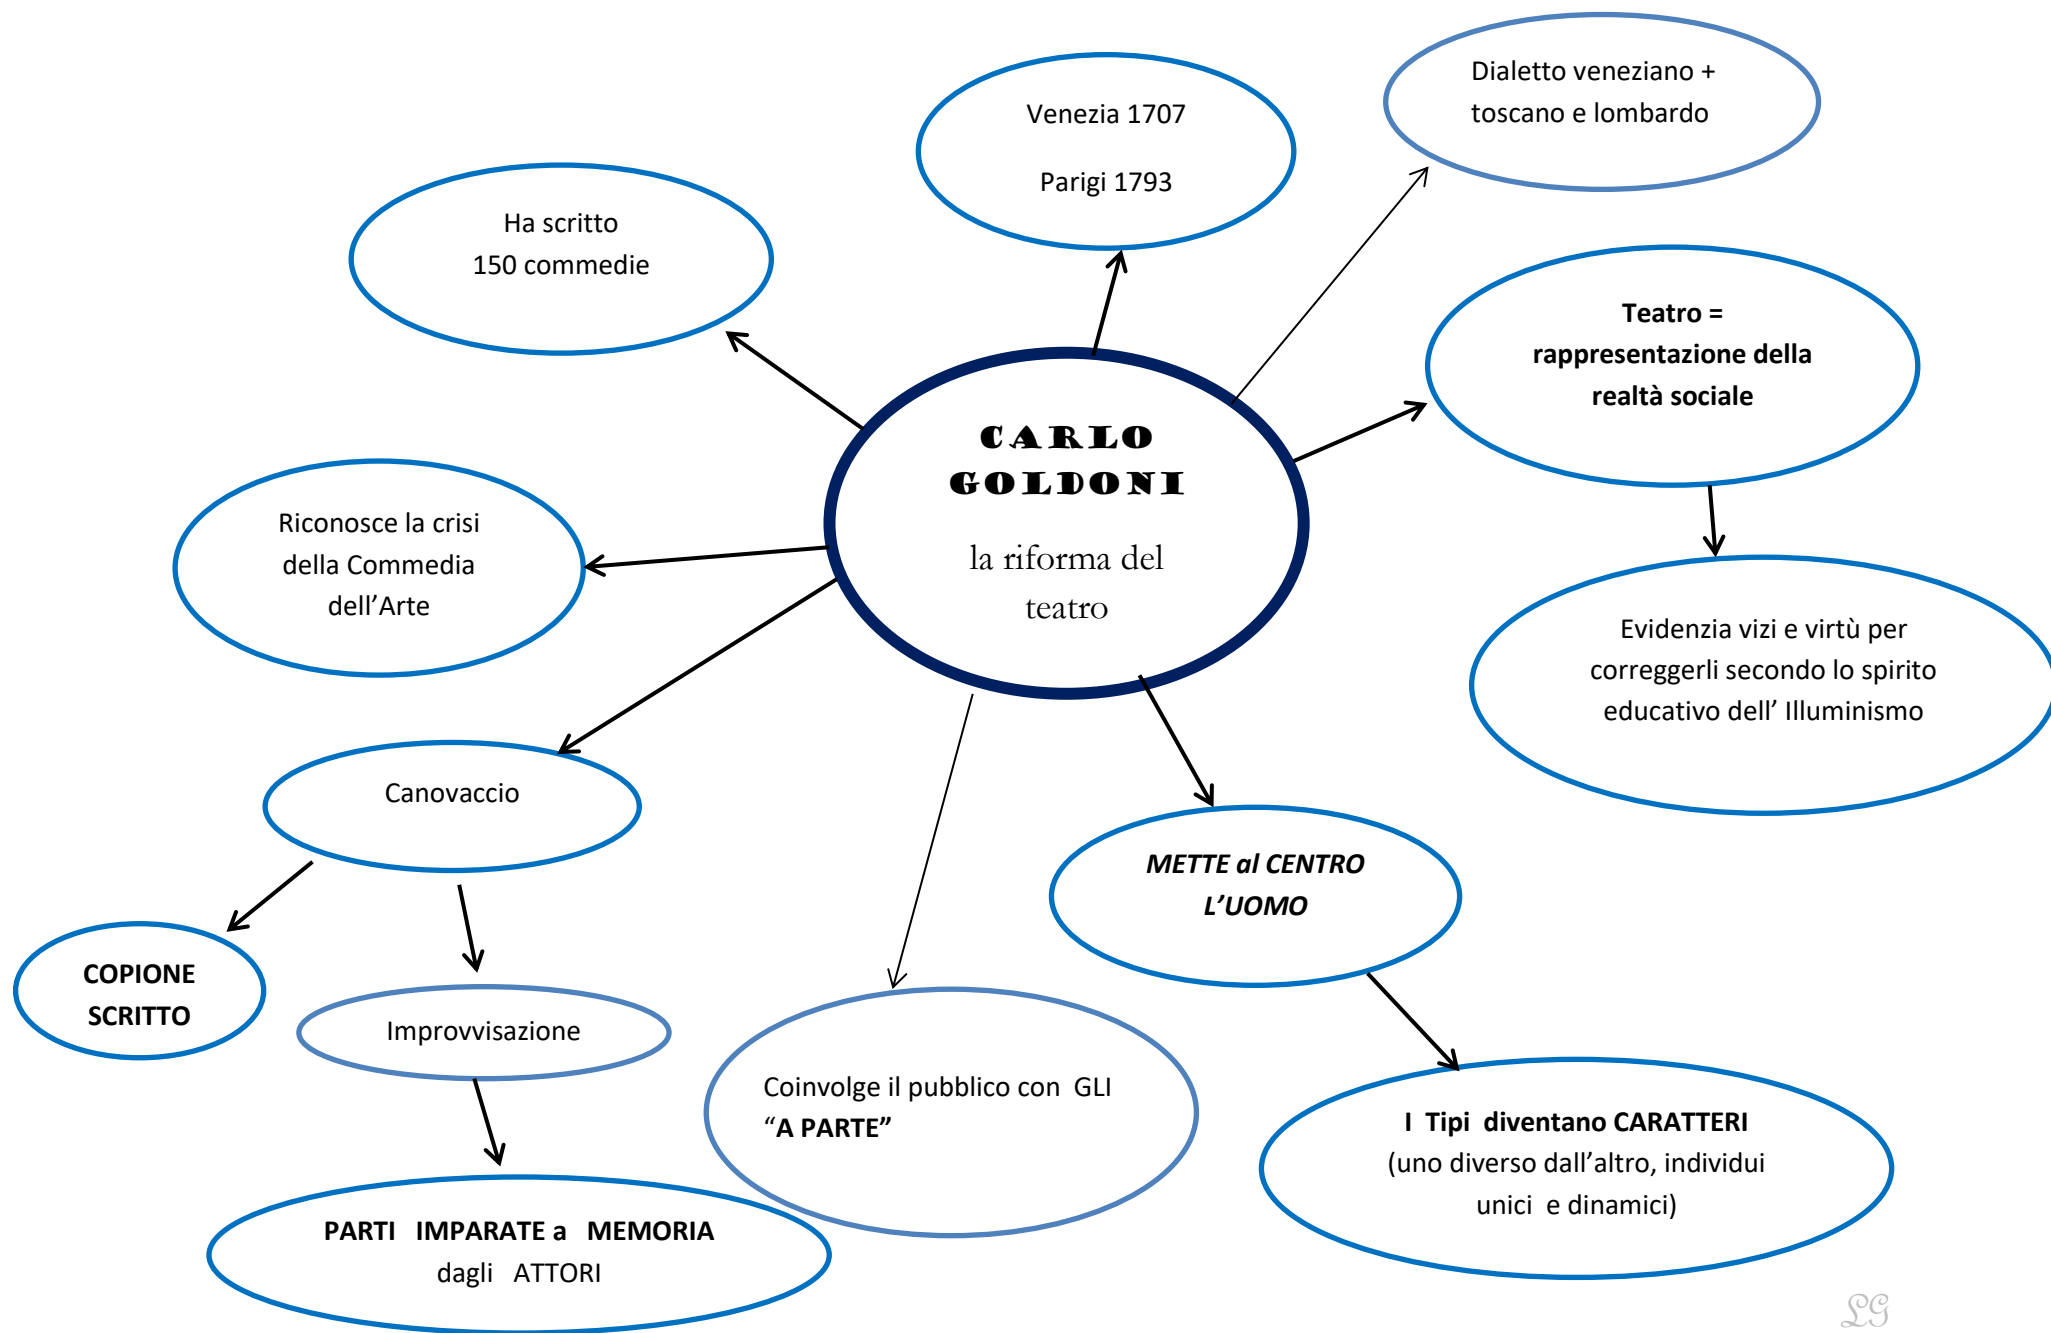 Dialetto veneziano +
toscano e lombardo
Venezia 1707
Parigi 1793
Ha scritto
150 commedie
Teatro =
rappresentazione della
realtà sociale
CARLO
GOLDONI
la riforma del
teatro
Riconosce la crisi
della Commedia
dell’Arte
Evidenzia vizi e virtù per
correggerli secondo lo spirito
educativo dell’ Illuminismo
Canovaccio
METTE al CENTRO
L’UOMO
COPIONE
SCRITTO
Improvvisazione
Coinvolge il pubblico con GLI
“A PARTE”
I Tipi diventano CARATTERI
(uno diverso dall’altro, individui
unici e dinamici)
PARTI IMPARATE a MEMORIA
dagli ATTORI
LG